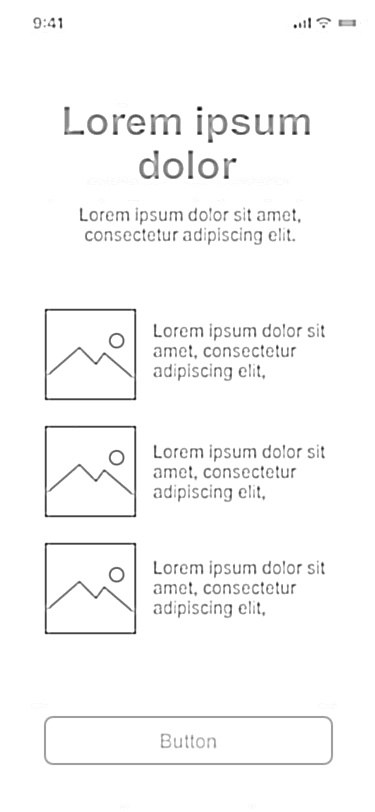 9:41
Lorem ipsum
dolor
Lorem ipsum dolor sit amet,
consectetur adipiscing elit.
Lorem ipsum dolor sit
amet, consectetur
adipiscing elit,
Lorem ipsum dolor sit
amet, consectetur
adipiscing elit,
Lorem ipsum dolor sit
amet, consectetur
adipiscing elit,
Button